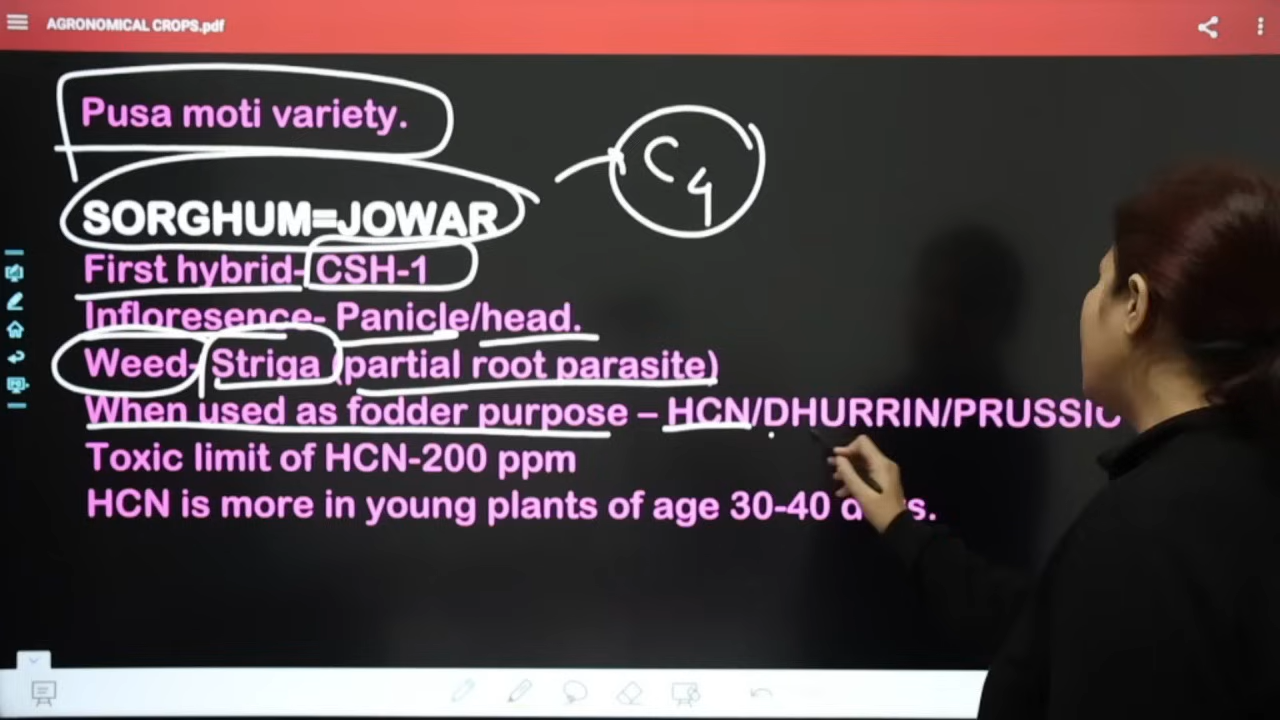 AGRONOMICAL CROPS.pdf
Pusa moti variety.
C4
SORGHUM=JOWAR
First hybrid- CSH-1
Infloresence- Panicle/head.
Weed- Striga (partial root parasite)
When used as fodder purpose – HCN/DHURRIN/PRUSSIC
Toxic limit of HCN-200 ppm
HCN is more in young plants of age 30-40